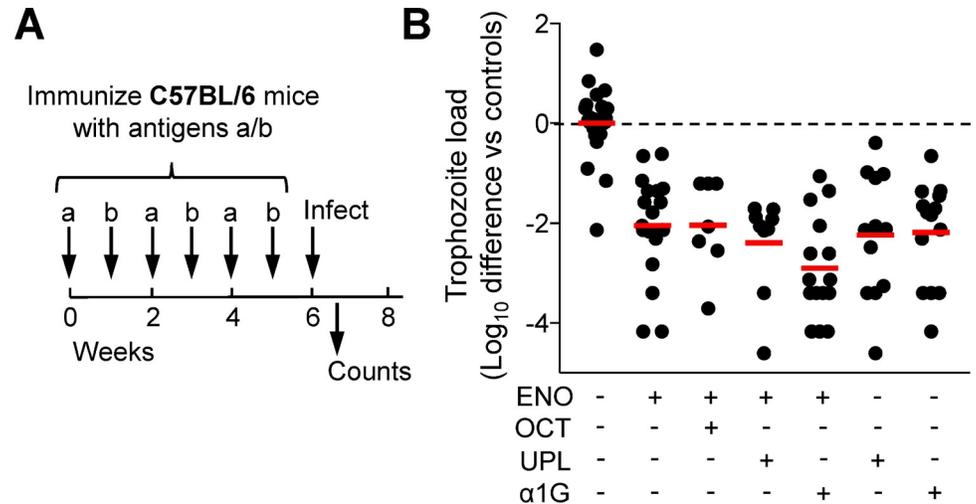 A
Immunize C57BL/6 mice
with antigens a/b
a b a b a b Infect
0 2 4 6 8
Weeks
Counts
B
Trophozoite load
(Log10 difference vs controls)
2
0
-2
-4
ENO - + + + + - -
OCT - - + - - - -
UPL - - - + - + -
α1G - - - - + - +